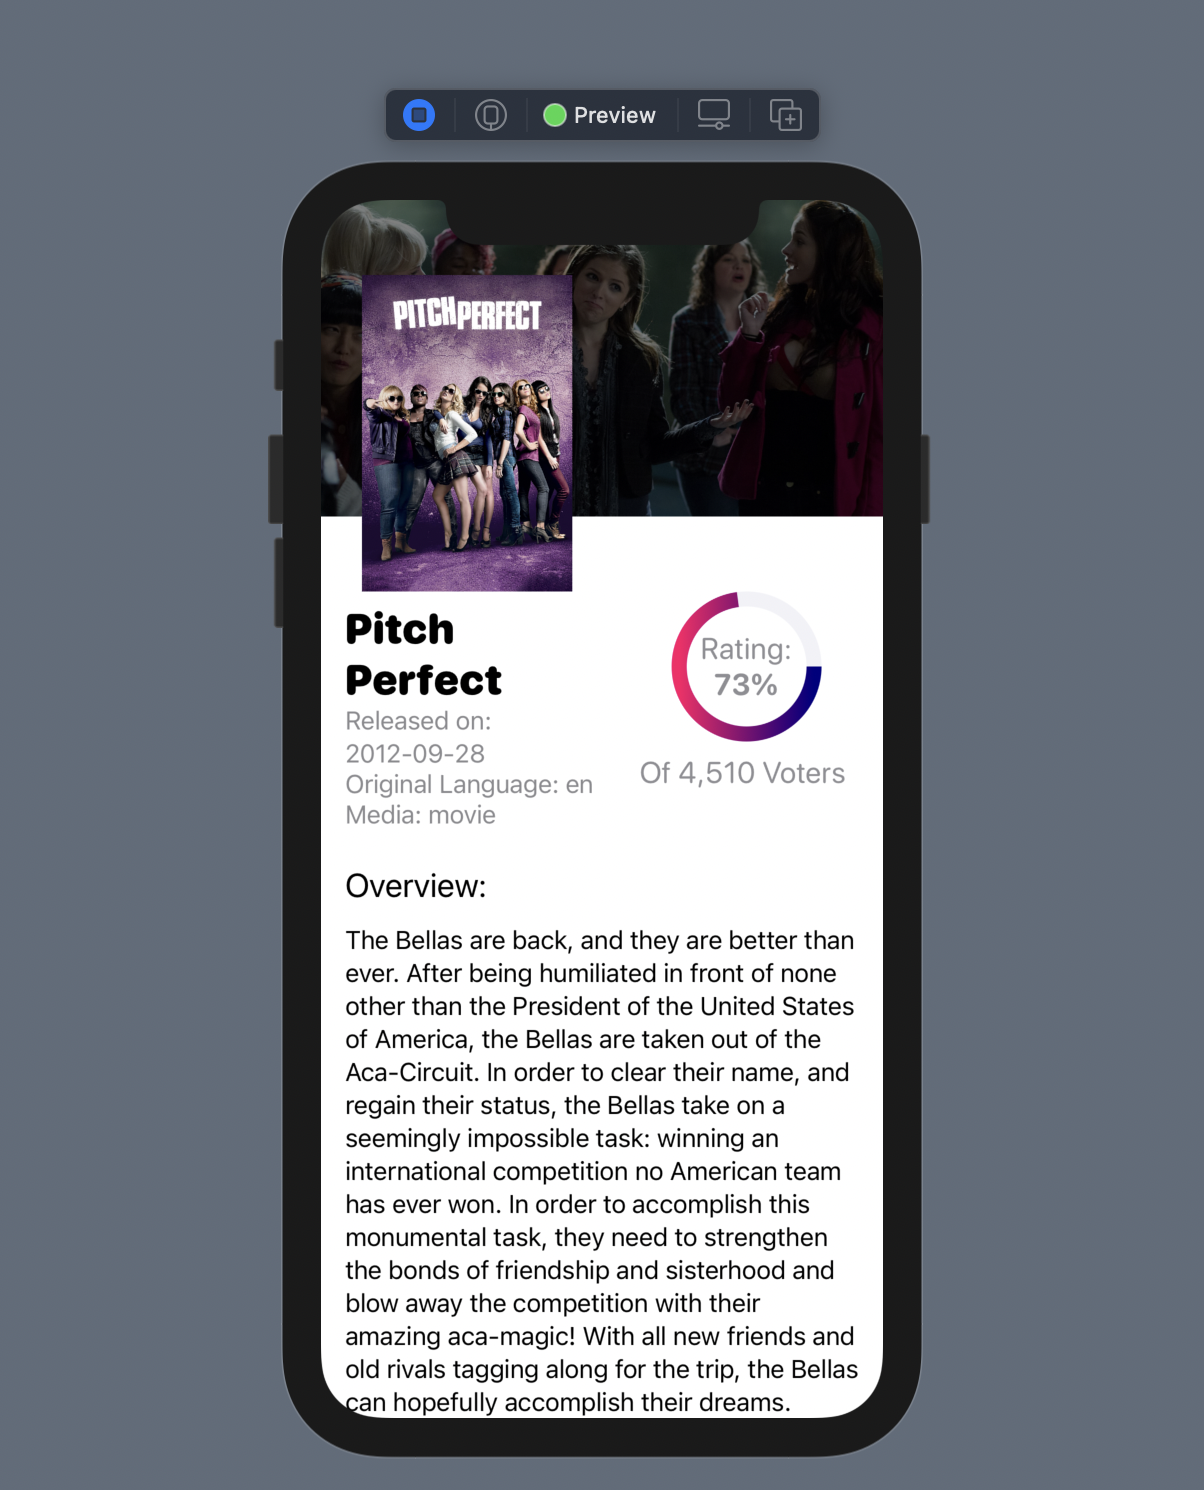 Preview
PITCH PERFECT
Pitch
Perfect
Released on:
2012-09-28
Original Language: en
Media: movie
Rating:
73%
Of 4,510 Voters
Overview:
The Bellas are back, and they are better than
ever. After being humiliated in front of none
other than the President of the United States
of America, the Bellas are taken out of the
Aca-Circuit. In order to clear their name, and
regain their status, the Bellas take on a
seemingly impossible task: winning an
international competition no American team
has ever won. In order to accomplish this
monumental task, they need to strengthen
the bonds of friendship and sisterhood and
blow away the competition with their
amazing aca-magic! With all new friends and
old rivals tagging along for the trip, the Bellas
can hopefully accomplish their dreams.